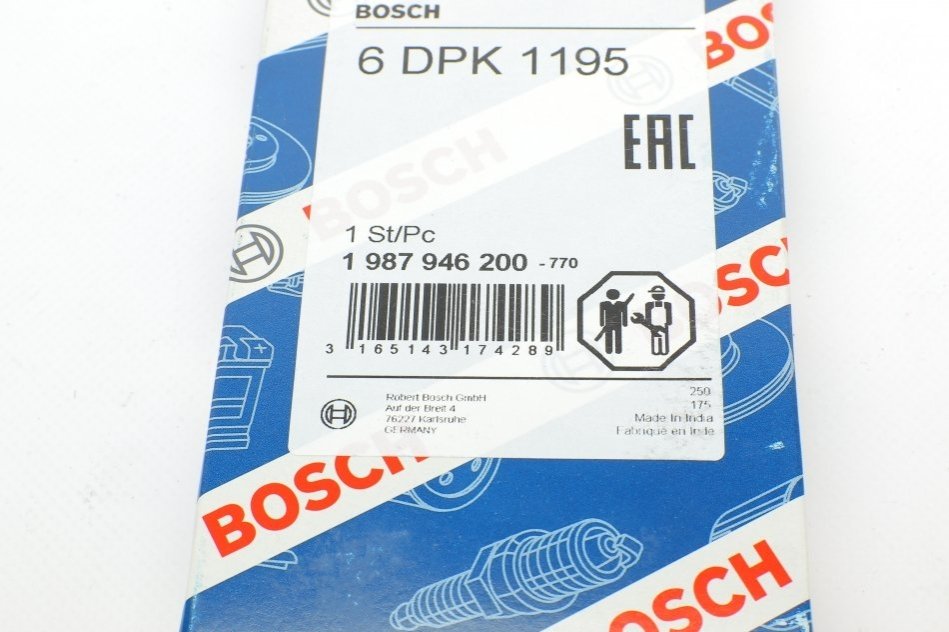 BOSCH
6 DPK 1195
BOSCH
EAC
BOSCH
1 St/Pc
1 987 946 200 - 770
BOSCH
3 165143 174289
Robert Bosch GmbH
Auf der Breit 4
76227 Karlsruhe
GERMANY
250
175
Made In India
Fabriqué en Inde
BOSCH
BOSCH